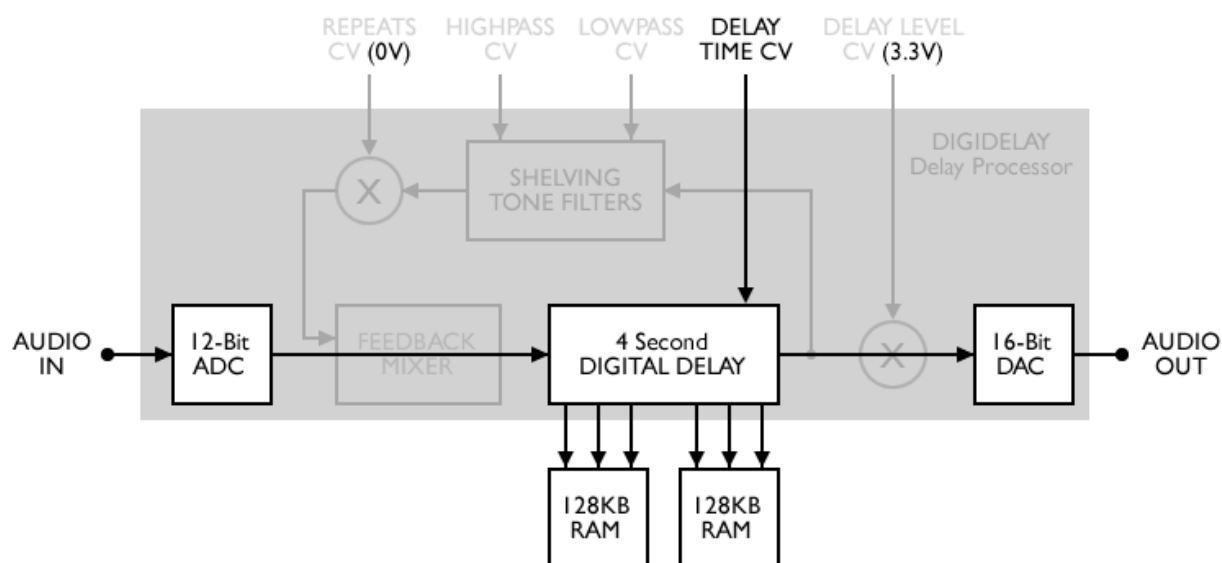 REPEATS
CV (0V)
HIGHPASS
CV
LOWPASS
CV
DELAY
TIME CV
DELAY LEVEL
CV (3.3V)
DIGIDELAY
Delay Processor
X
SHELVING
TONE FILTERS
AUDIO
IN
12-Bit
ADC
FEEDBACK
MIXER
4 Second
DIGITAL DELAY
X
16-Bit
DAC
AUDIO
OUT
128KB
RAM
128KB
RAM